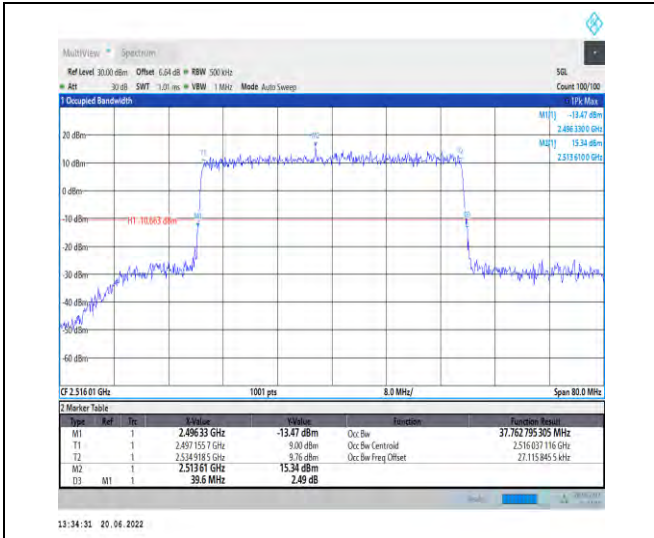 MultiView Spectrum
Ref Level 30.00 dBm Offset 6.64 dB RBW 500 kHz SGL
Att 30 dB SWT 1.01 ms VBW 1 MHz Mode Auto Sweep Count 100/100
1 Occupied Bandwidth 1Pk Max
M1[1] -13.47 dBm
2.496 3300 GHz
M2[1] 15.34 dBm
2.513 6100 GHz
20 dBm
M2
T1 T2
10 dBm
0 dBm
-10 dBm H1 -10.663 dBm M1 D3
-20 dBm
-30 dBm
-40 dBm
-50 dBm
-60 dBm
CF 2.516 01 GHz 1001 pts 8.0 MHz/ Span 80.0 MHz
2 Marker Table
Type Ref Trc X-Value Y-Value Function Function Result
M1 1 2.496 33 GHz -13.47 dBm Occ Bw 37.762 795 305 MHz
T1 1 2.497 155 7 GHz 9.00 dBm Occ Bw Centroid 2.516 037 116 GHz
T2 1 2.534 918 5 GHz 9.76 dBm Occ Bw Freq Offset 27.115 845 5 kHz
M2 1 2.513 61 GHz 15.34 dBm
D3 M1 1 39.6 MHz 2.49 dB
13:34:31 20.06.2022